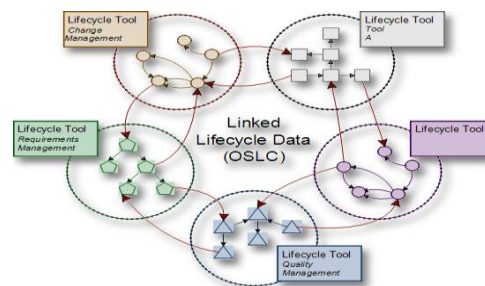 Lifecycle Tool
Change
Management
Lifecycle Tool
Tool
A
Linked
Lifecycle Data
(OSLC)
Lifecycle Tool
Requirements
Management
Lifecycle Tool
Lifecycle Tool
Quality
Management